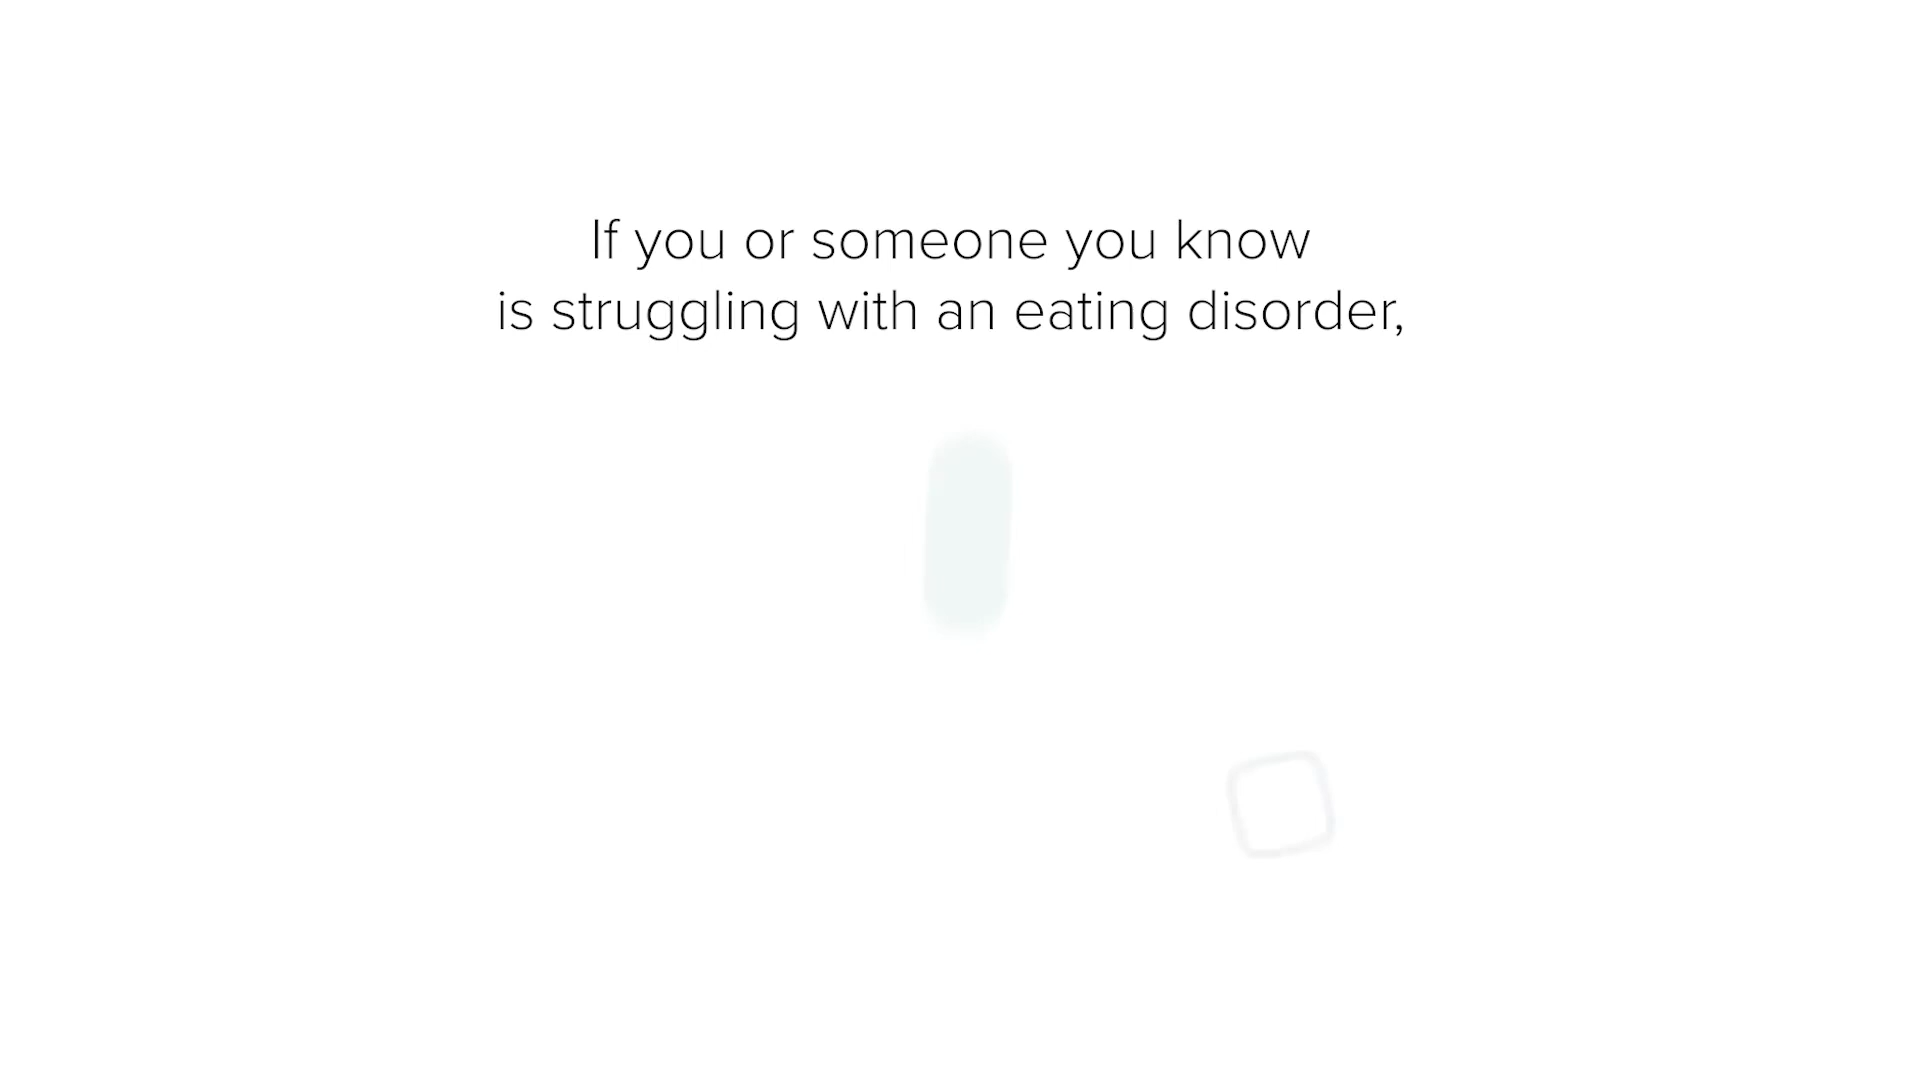 If you or someone you know
is struggling with an eating disorder,